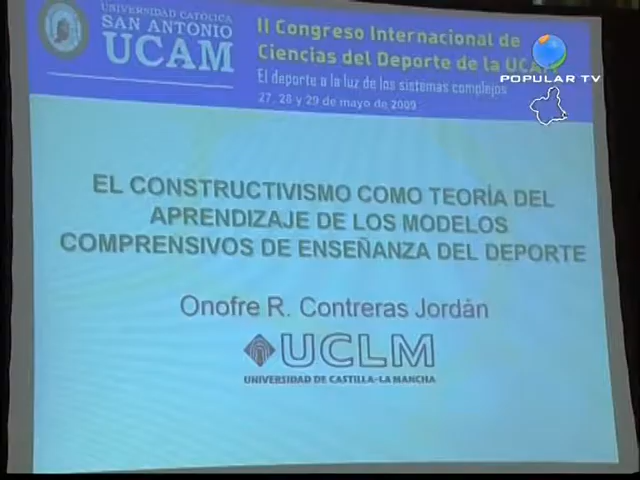 UNIVERSIDAD CATÓLICA
SAN ANTONIO
UCAM
II Congreso Internacional de
Ciencias del Deporte de la UCAM
El deporte a la luz de los sistemas complejos
27, 28 y 29 de mayo de 2009
POPULAR TV
EL CONSTRUCTIVISMO COMO TEORÍA DEL
APRENDIZAJE DE LOS MODELOS
COMPRENSIVOS DE ENSEÑANZA DEL DEPORTE
Onofre R. Contreras Jordán
UCLM
UNIVERSIDAD DE CASTILLA-LA MANCHA